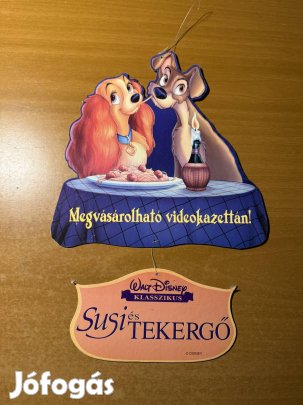 Megvásárolható videokazettán!
WALT DISNEY
KLASSZIKUS
Susi és
TEKERGŐ
© DISNEY
Jófogás